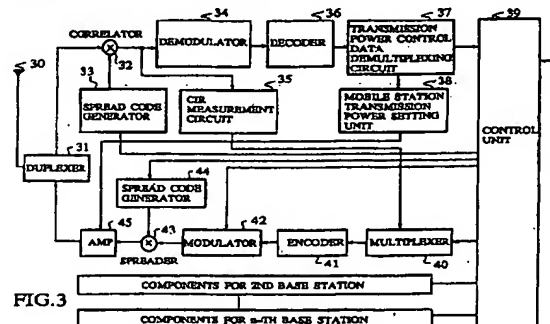 34
36
37
39
CORRELATOR
TRANSMISSION
POWER CONTROL
DATA
DEMULTIPLEXING
CIRCUIT
DEMODULATOR
DECODER
30
32
33
35
38
SPREAD CODE
GENERATOR
CIR
MEASUREMENT
CIRCUIT
MOBILE STATION
TRANSMISSION
POWER SETTING
UNIT
CONTROL
UNIT
31
DUPLEXER
44
SPREAD CODE
GENERATOR
45
43
42
AMP
MODULATOR
ENCODER
MULTIPLEXER
SPREADER
41
40
COMPONENTS FOR 2ND BASE STATION
FIG.3
COMPONENTS FOR n-TH BASE STATION